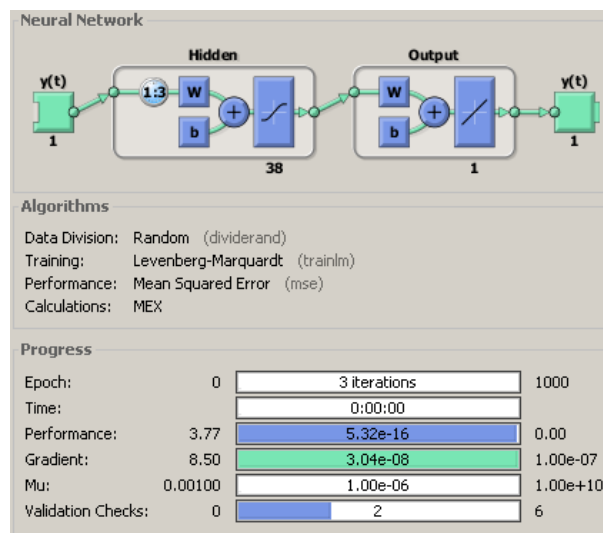 Neural Network
Hidden
Output
y(t)
1:3
W
b
W
b
y(t)
1
38
1
1
Algorithms
Data Division: Random (dividerand)
Training: Levenberg-Marquardt (trainlm)
Performance: Mean Squared Error (mse)
Calculations: MEX
Progress
Epoch: 0 3 iterations 1000
Time: 0:00:00
Performance: 3.77 5.32e-16 0.00
Gradient: 8.50 3.04e-08 1.00e-07
Mu: 0.00100 1.00e-06 1.00e+10
Validation Checks: 0 2 6